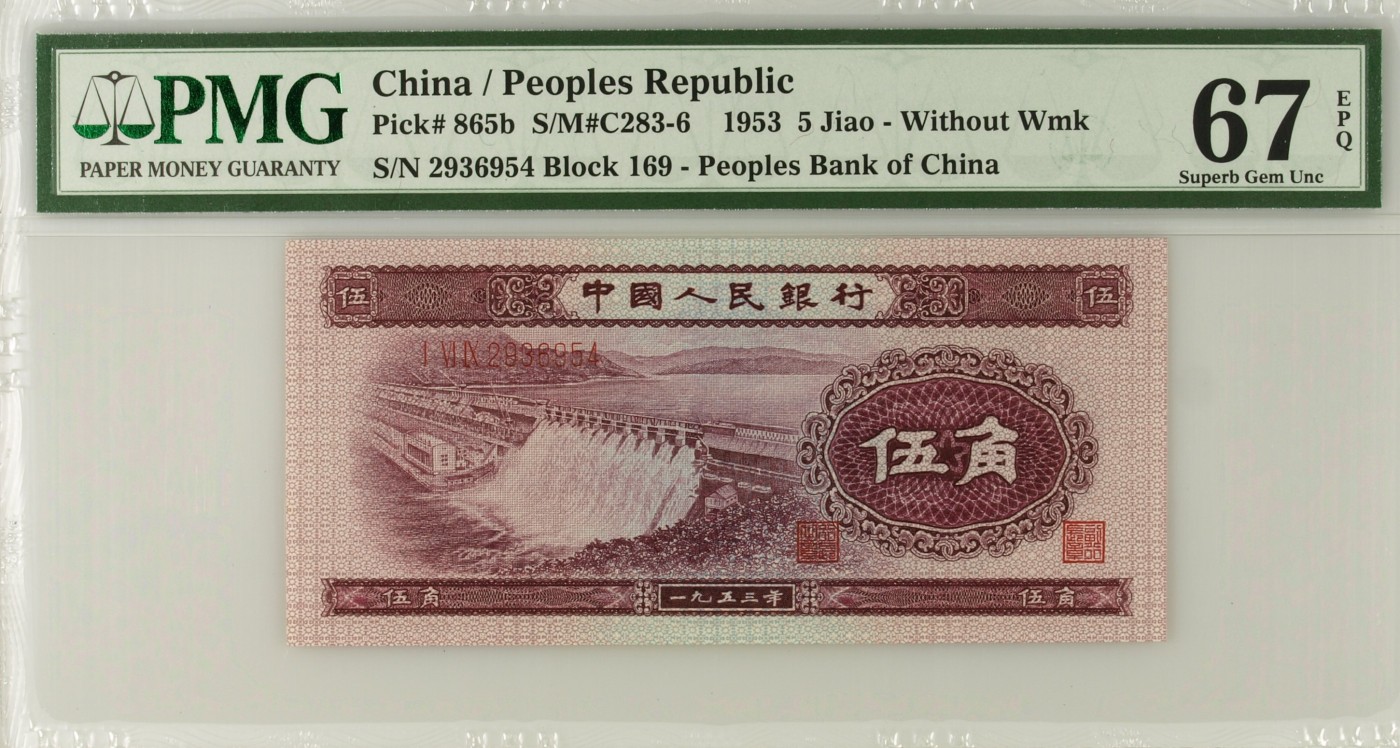 PMG
PAPER MONEY GUARANTY
China / Peoples Republic
Pick# 865b S/M#C283-6 1953 5 Jiao - Without Wmk
S/N 2936954 Block 169 - Peoples Bank of China
67
EPQ
Superb Gem Unc
伍 中國人民銀行 伍
I VI IX 2936954
伍角
伍角 一九五三年 伍角